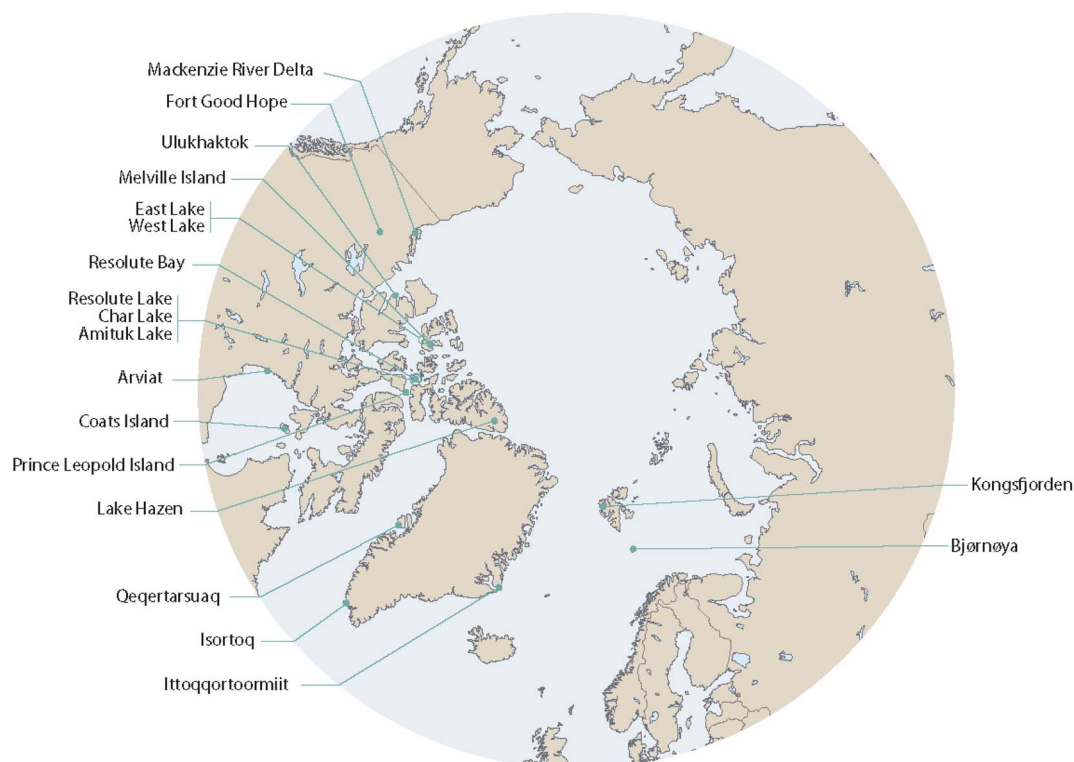 Mackenzie River Delta
Fort Good Hope
Ulukhaktok
Melville Island
East Lake
West Lake
Resolute Bay
Resolute Lake
Char Lake
Amituk Lake
Arviat
Coats Island
Prince Leopold Island
Lake Hazen
Kongsfjorden
Bjørnøya
Qeqertarsuaq
Isortoq
Ittoqqortoormiit